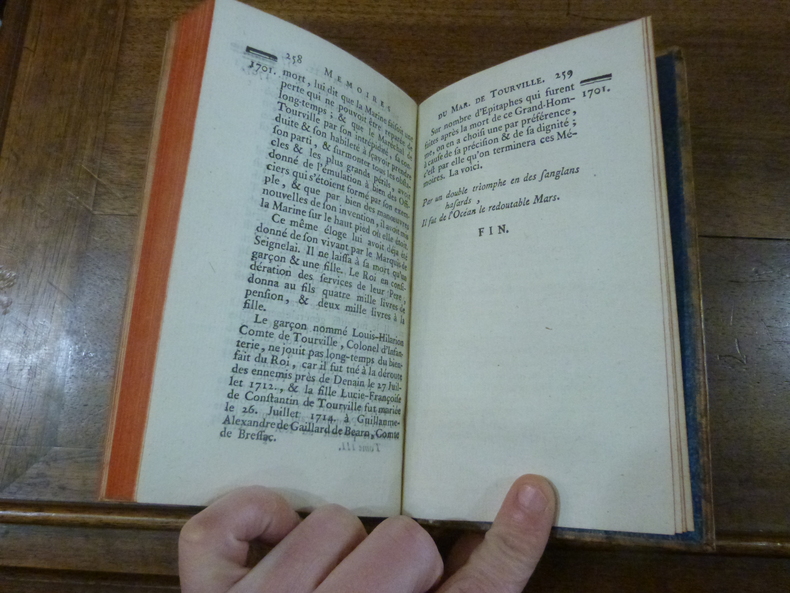 258 MEMOIRES
1701. mort, lui dit que la Marine faisoit une
perte qui ne pouvoit être reparée de
long-temps ; & que le Marêchal de
Tourville par son intrépidité, sa con-
duite & son habileté à sçavoir prendre
son parti, & surmonter tous les obsta-
cles & les plus grands périls, avoit
donné de l'émulation à bien des Offi-
ciers qui s'étoient formé par son exem-
ple, & que par bien des manœuvres
nouvelles de son invention, il avoit mis
la Marine sur le haut pied où elle étoit.
Ce même éloge lui avoit déja été
donné de son vivant par le Marquis de
Seignelai. Il ne laissa à sa mort qu'un
garçon & une fille. Le Roi en consi-
dération des services de leur Pere,
donna au fils quatre mille livres de
pension, & deux mille livres à la
fille.
Le garçon nommé Louis-Hilarion
Comte de Tourville, Colonel d'Infan-
terie, ne jouit pas long-temps du bien-
fait du Roi, car il fut tué à la déroute
des ennemis près de Denain le 27 Juil-
let 1712., & la fille Lucie-Françoise
de Constantin de Tourville fut mariée
le 26. Juillet 1714. à Guillaume-
Alexandre de Gaillard de Bearn, Comte
de Bressac.
DU MAR. DE TOURVILLE. 259
Sur nombre d'Epitaphes qui furent 1701.
faites après la mort de ce Grand-Hom-
me, on en a choisi une par préférence,
à cause de sa précision & de sa dignité ;
c'est par elle qu'on terminera ces Mé-
moires. La voici.
Par un double triomphe en des sanglans
hasards,
Il fut de l'Océan le redoutable Mars.
FIN.